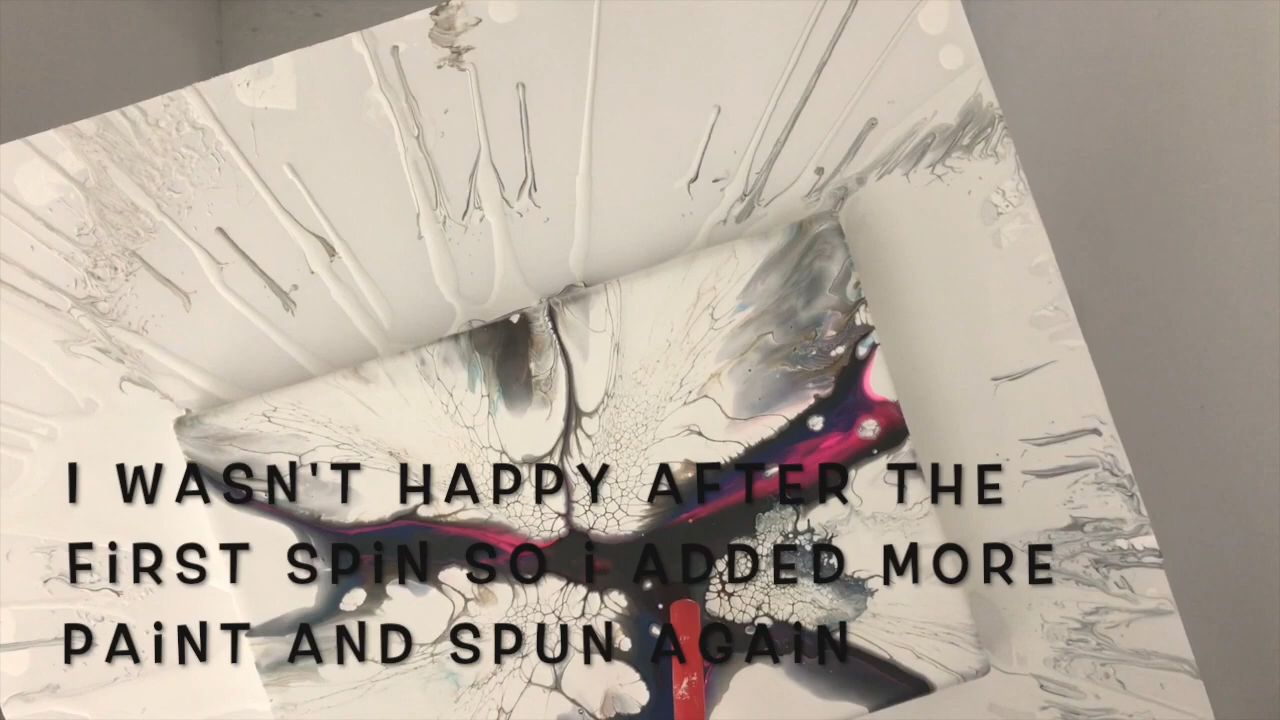 I WASN'T HAPPY AFTER THE
FiRST SPiN SO i ADDED MORE
PAiNT AND SPUN AGAiN